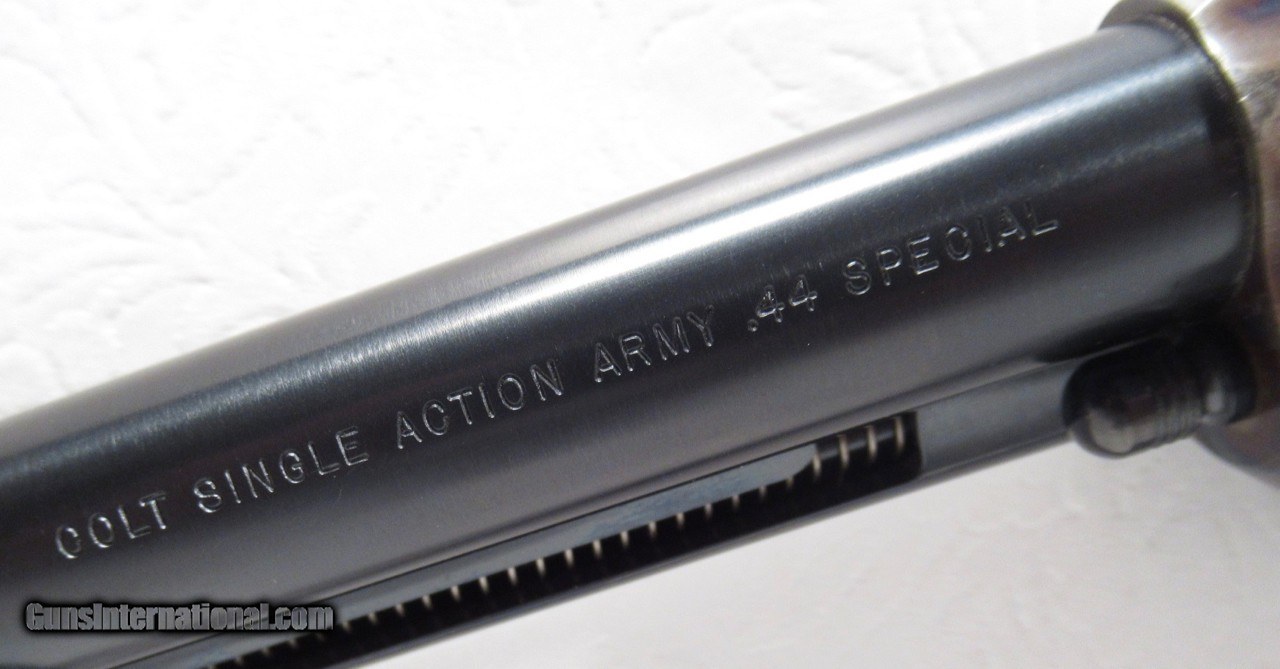 COLT SINGLE ACTION ARMY .44 SPECIAL
GunsInternational.com